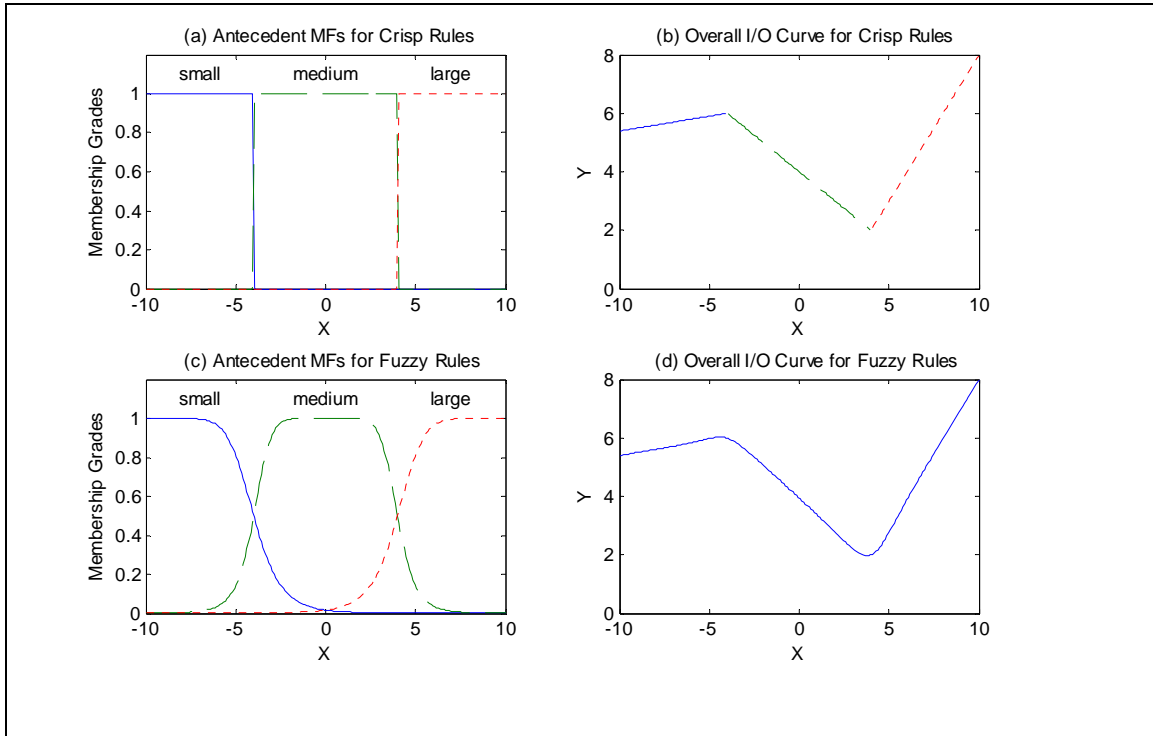 (a) Antecedent MFs for Crisp Rules
small medium large
Membership Grades
1
0.8
0.6
0.4
0.2
0
-10 -5 0 5 10
X
(b) Overall I/O Curve for Crisp Rules
Y
8
6
4
2
0
-10 -5 0 5 10
X
(c) Antecedent MFs for Fuzzy Rules
small medium large
Membership Grades
1
0.8
0.6
0.4
0.2
0
-10 -5 0 5 10
X
(d) Overall I/O Curve for Fuzzy Rules
Y
8
6
4
2
0
-10 -5 0 5 10
X